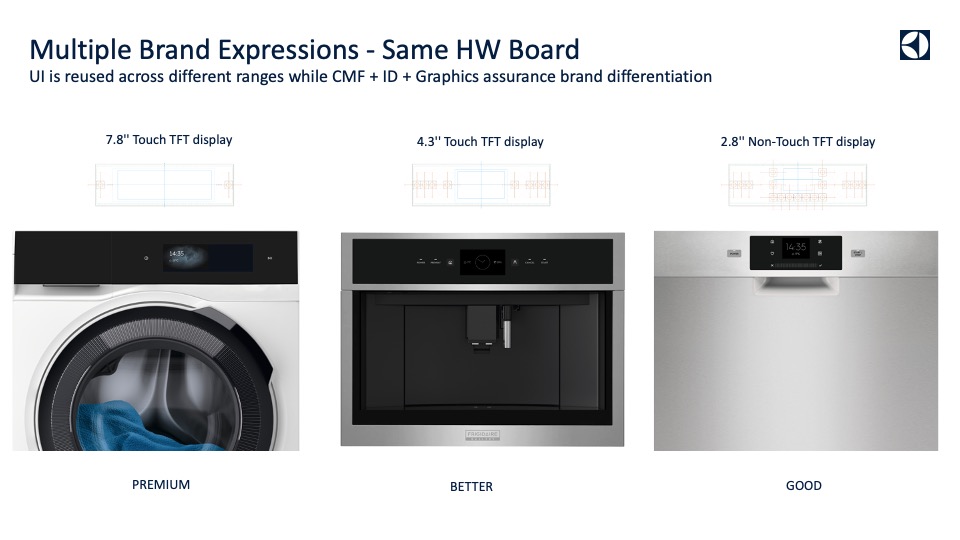 Multiple Brand Expressions - Same HW Board
UI is reused across different ranges while CMF + ID + Graphics assurance brand differentiation
7.8'' Touch TFT display
4.3'' Touch TFT display
2.8'' Non-Touch TFT display
14:35
14:35
FRIGIDAIRE
PREMIUM
BETTER
GOOD